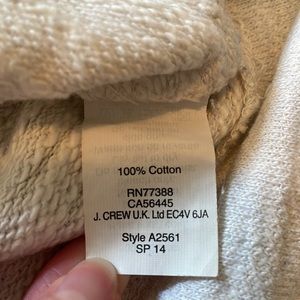 100% Cotton
RN77388
CA56445
J. CREW U.K. Ltd EC4V 6JA
Style A2561
SP 14